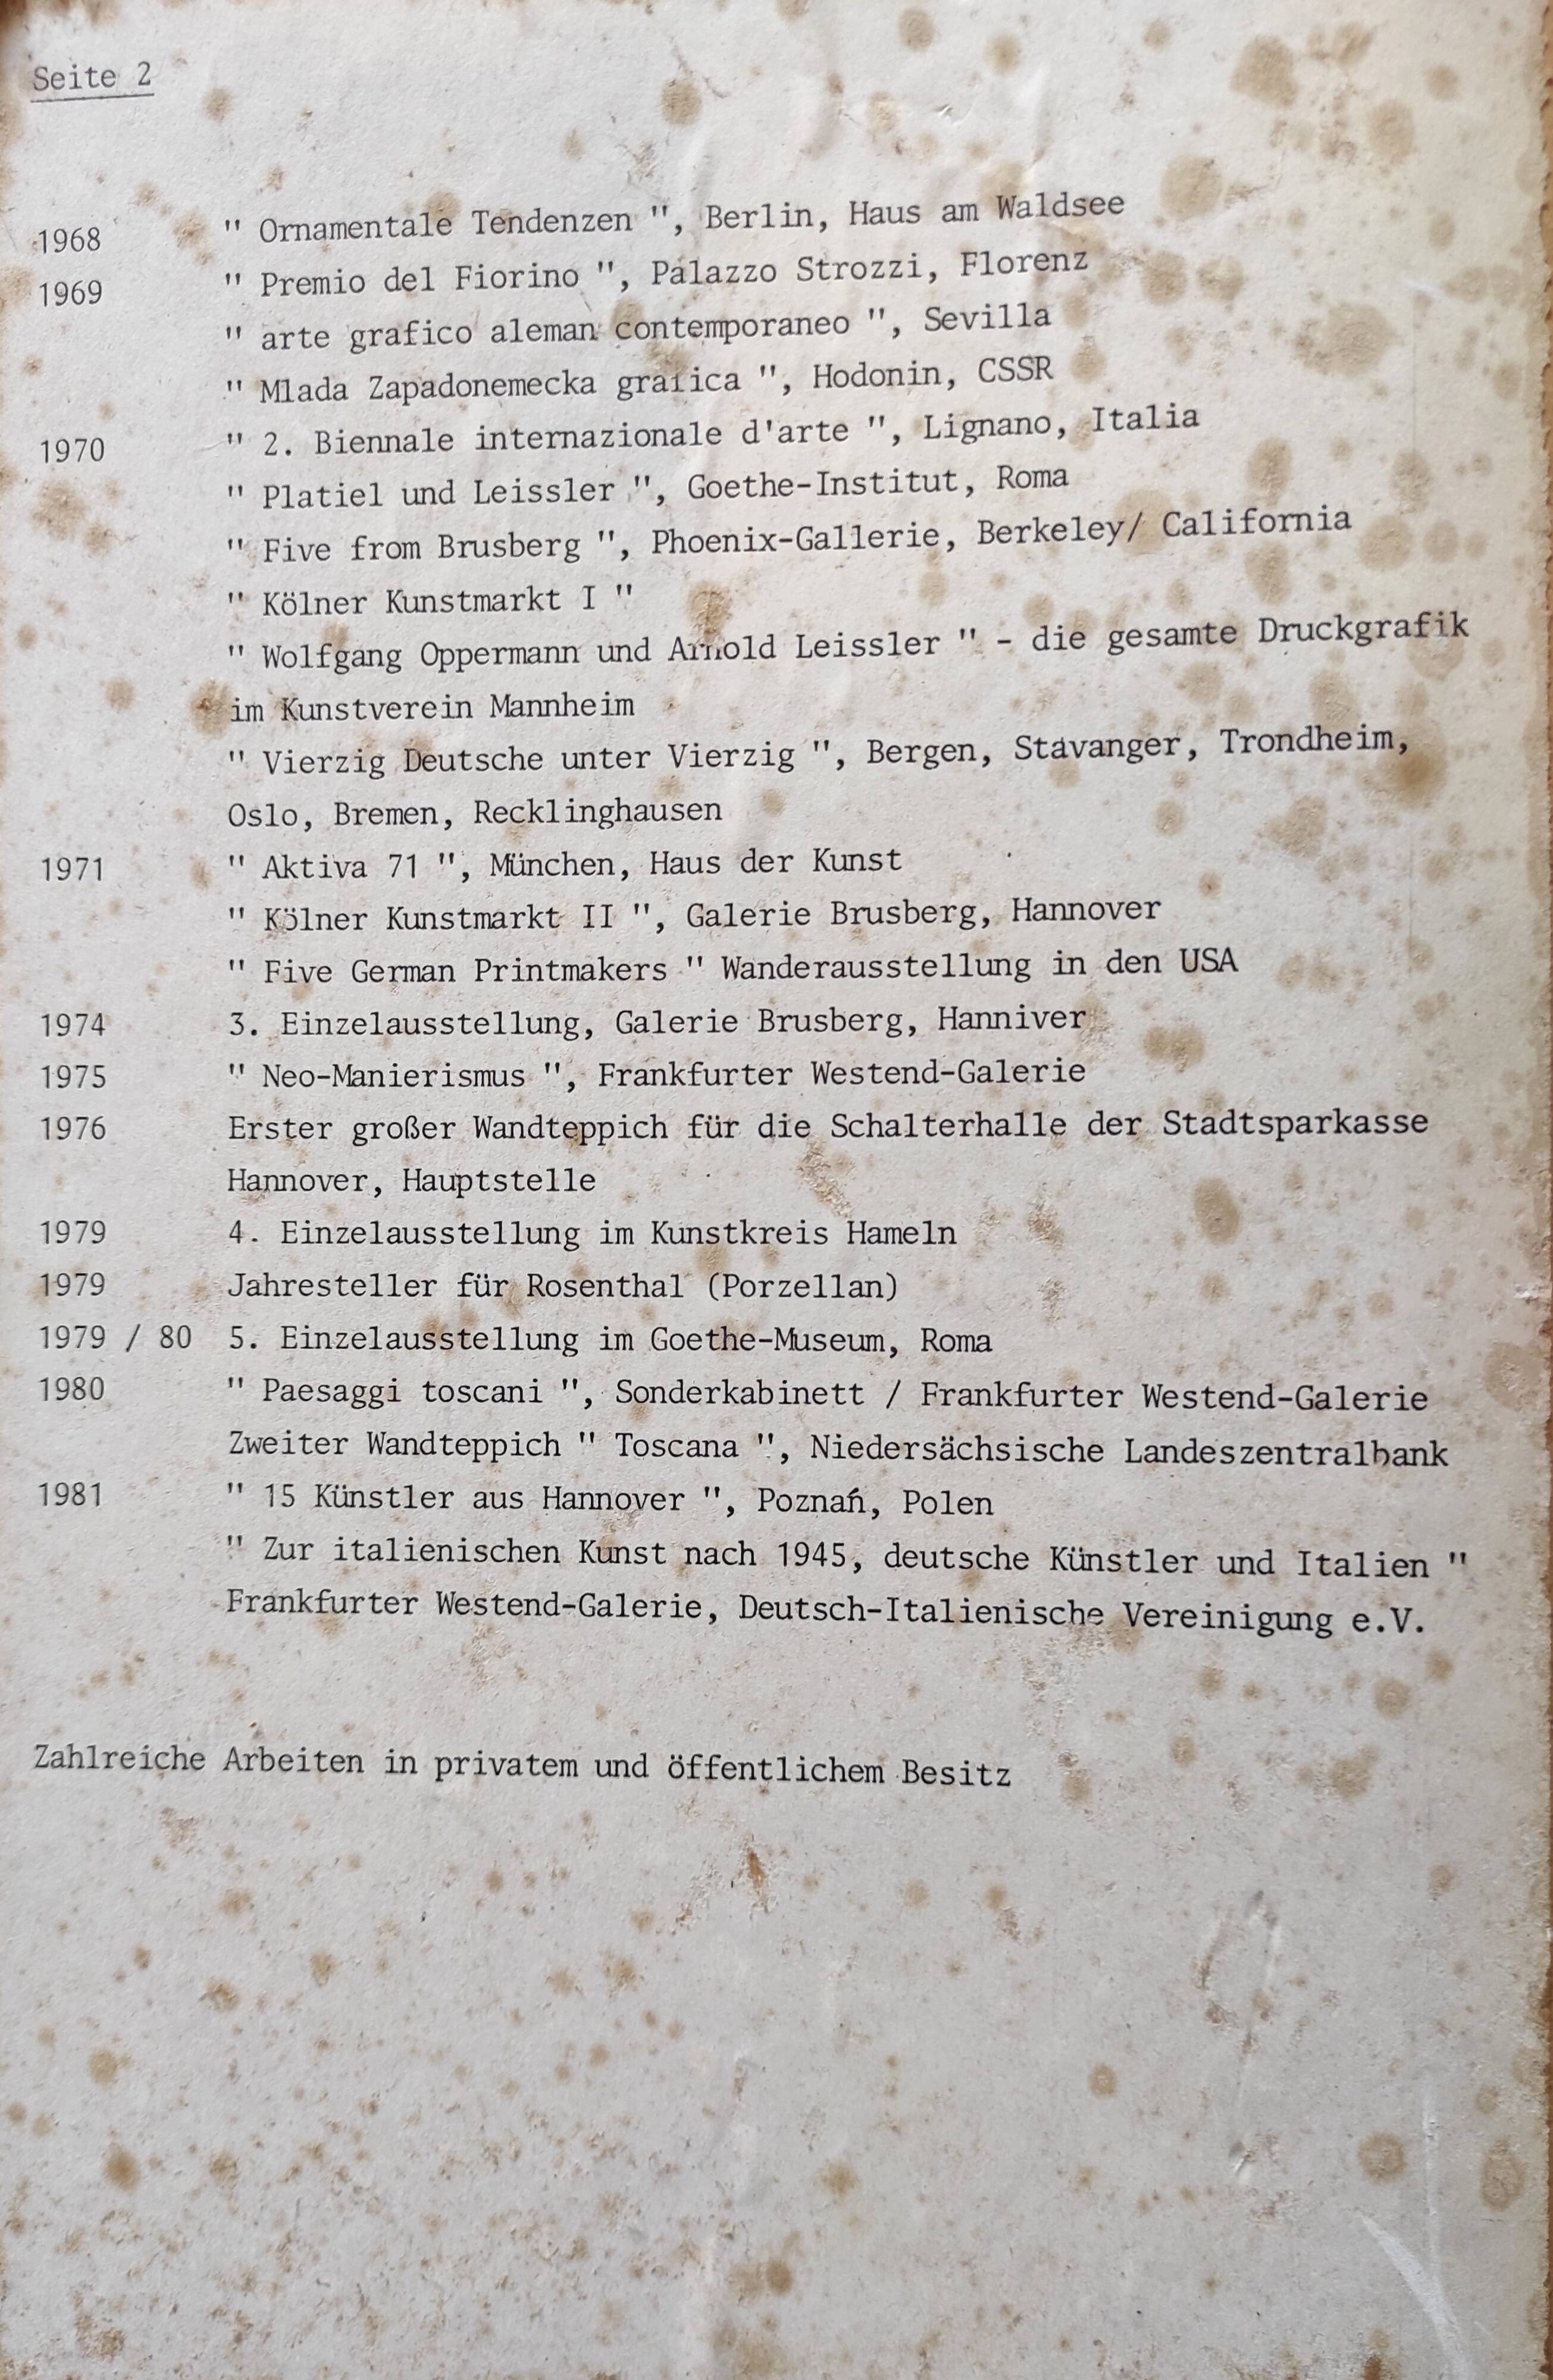 Seite 2
1968 " Ornamentale Tendenzen ", Berlin, Haus am Waldsee
1969 " Premio del Fiorino ", Palazzo Strozzi, Florenz
" arte grafico aleman contemporaneo ", Sevilla
" Mlada Zapadonemecka grafica ", Hodonin, CSSR
1970 " 2. Biennale internazionale d'arte ", Lignano, Italia
" Platiel und Leissler ", Goethe-Institut, Roma
" Five from Brusberg ", Phoenix-Gallerie, Berkeley/ California
" Kölner Kunstmarkt I "
" Wolfgang Oppermann und Arnold Leissler " - die gesamte Druckgrafik
im Kunstverein Mannheim
" Vierzig Deutsche unter Vierzig ", Bergen, Stavanger, Trondheim,
Oslo, Bremen, Recklinghausen
1971 " Aktiva 71 ", München, Haus der Kunst
" Kölner Kunstmarkt II ", Galerie Brusberg, Hannover
" Five German Printmakers " Wanderausstellung in den USA
1974 3. Einzelausstellung, Galerie Brusberg, Hanniver
1975 " Neo-Manierismus ", Frankfurter Westend-Galerie
1976 Erster großer Wandteppich für die Schalterhalle der Stadtsparkasse
Hannover, Hauptstelle
1979 4. Einzelausstellung im Kunstkreis Hameln
1979 Jahresteller für Rosenthal (Porzellan)
1979 / 80 5. Einzelausstellung im Goethe-Museum, Roma
1980 " Paesaggi toscani ", Sonderkabinett / Frankfurter Westend-Galerie
Zweiter Wandteppich " Toscana ", Niedersächsische Landeszentralbank
1981 " 15 Künstler aus Hannover ", Poznań, Polen
" Zur italienischen Kunst nach 1945, deutsche Künstler und Italien "
Frankfurter Westend-Galerie, Deutsch-Italienische Vereinigung e.V.
Zahlreiche Arbeiten in privatem und öffentlichem Besitz